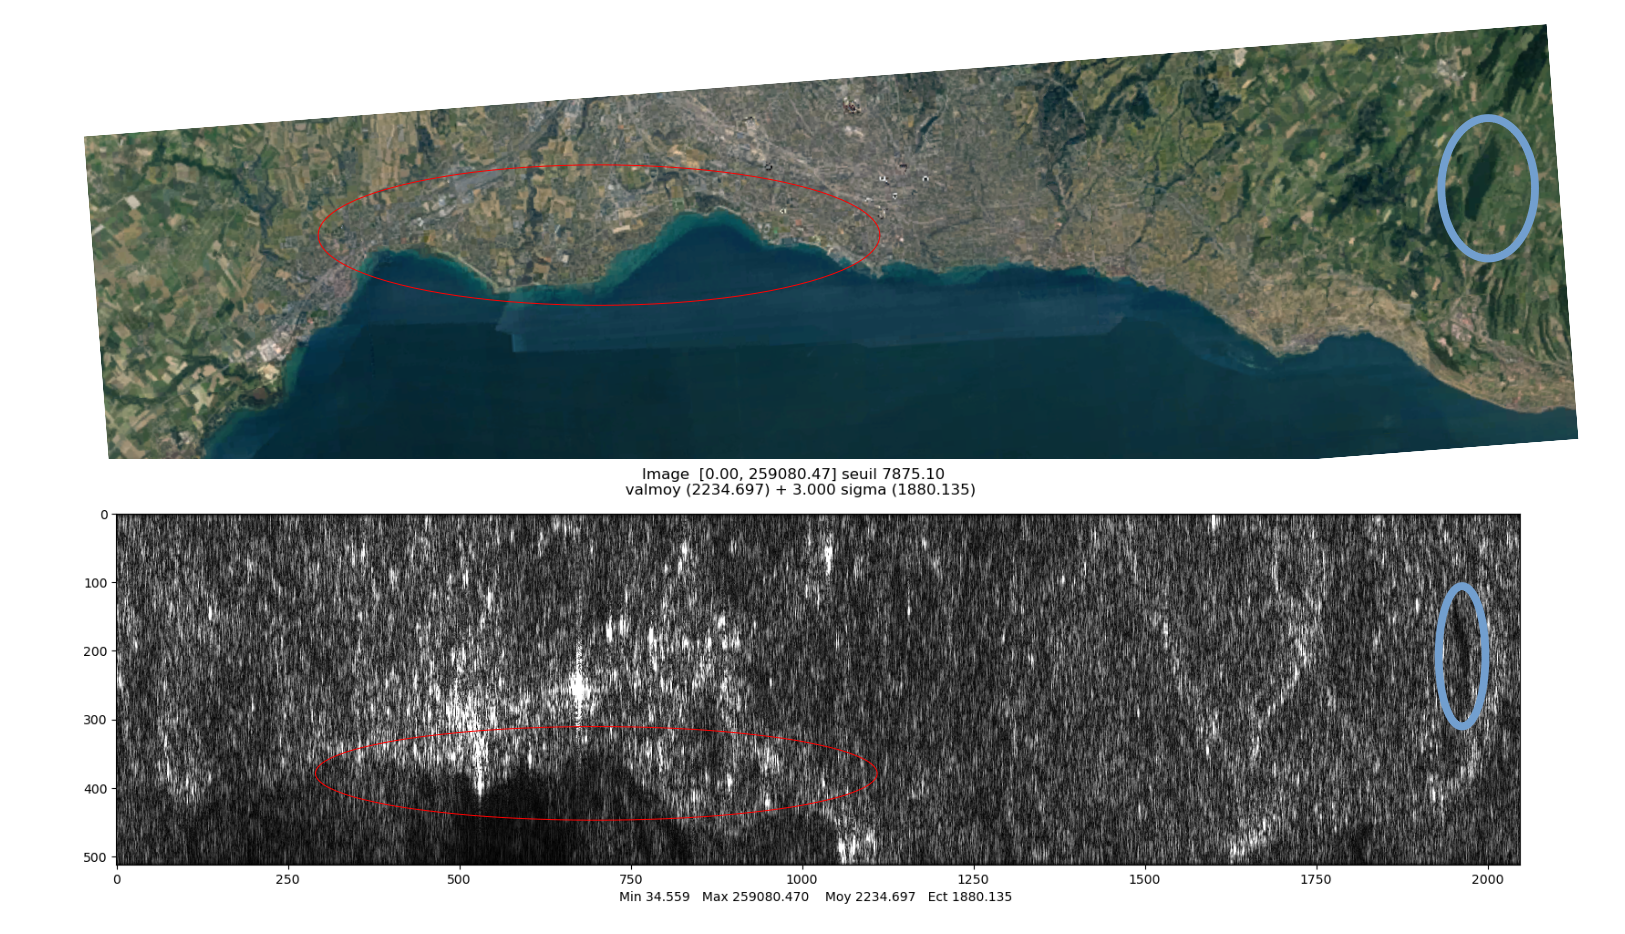 Image  [0.00, 259080.47] seuil 7875.10
valmoy (2234.697) + 3.000 sigma (1880.135)
0
100
200
300
400
500
0 250 500 750 1000 1250 1500 1750 2000
Min 34.559   Max 259080.470    Moy 2234.697   Ect 1880.135